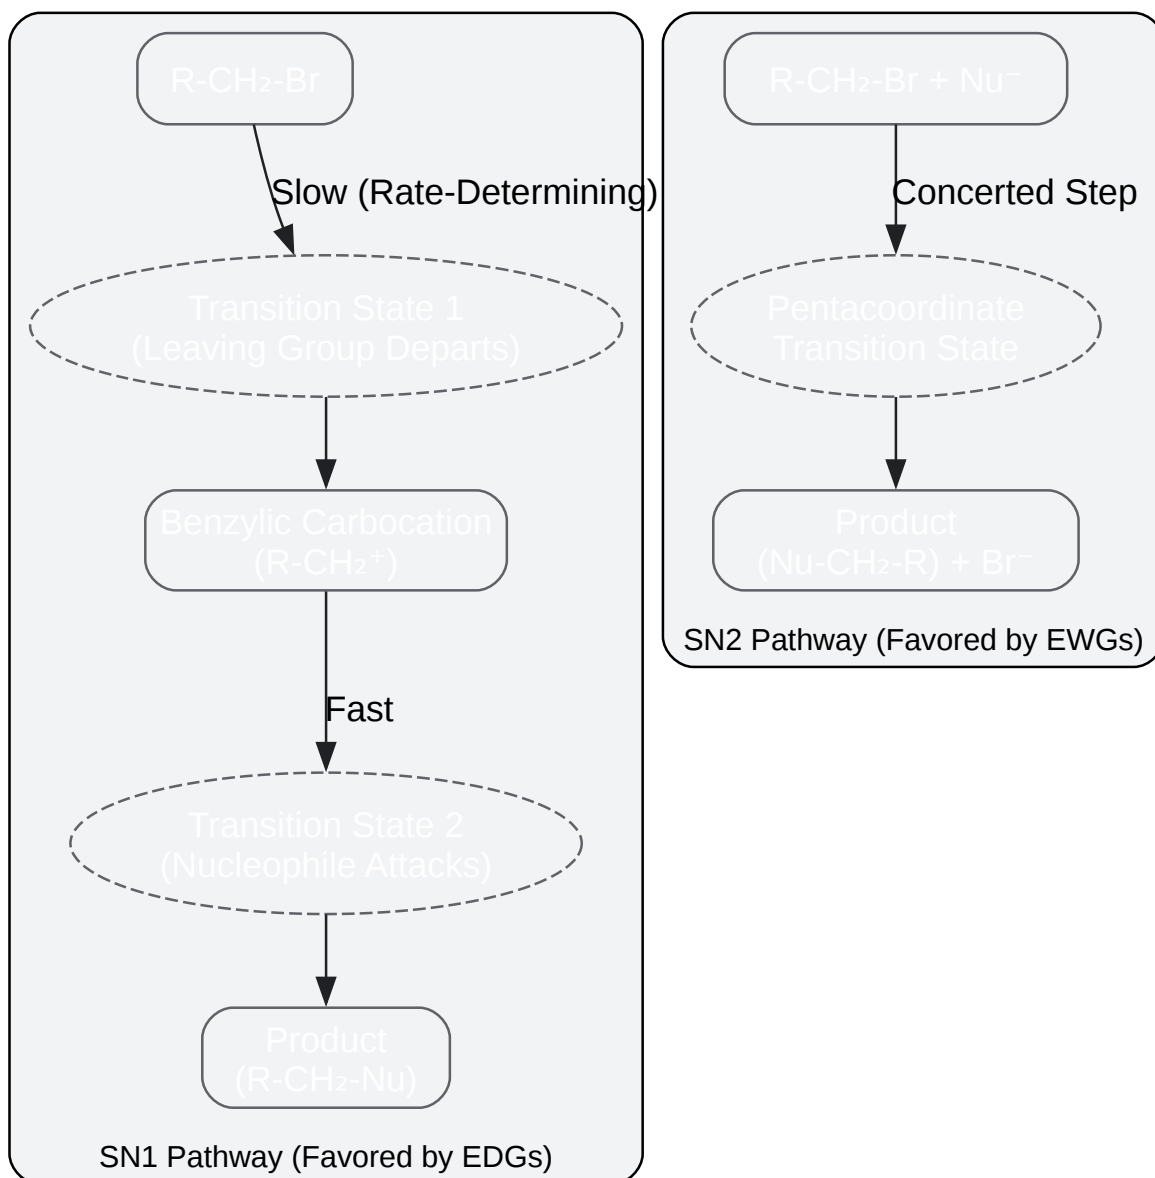 R-CH₂-Br
Slow (Rate-Determining)
Transition State 1
(Leaving Group Departs)
Benzylic Carbocation
(R-CH₂⁺)
Fast
Transition State 2
(Nucleophile Attacks)
Product
(R-CH₂-Nu)
SN1 Pathway (Favored by EDGs)
R-CH₂-Br + Nu⁻
Concerted Step
Pentacoordinate
Transition State
Product
(Nu-CH₂-R) + Br⁻
SN2 Pathway (Favored by EWGs)